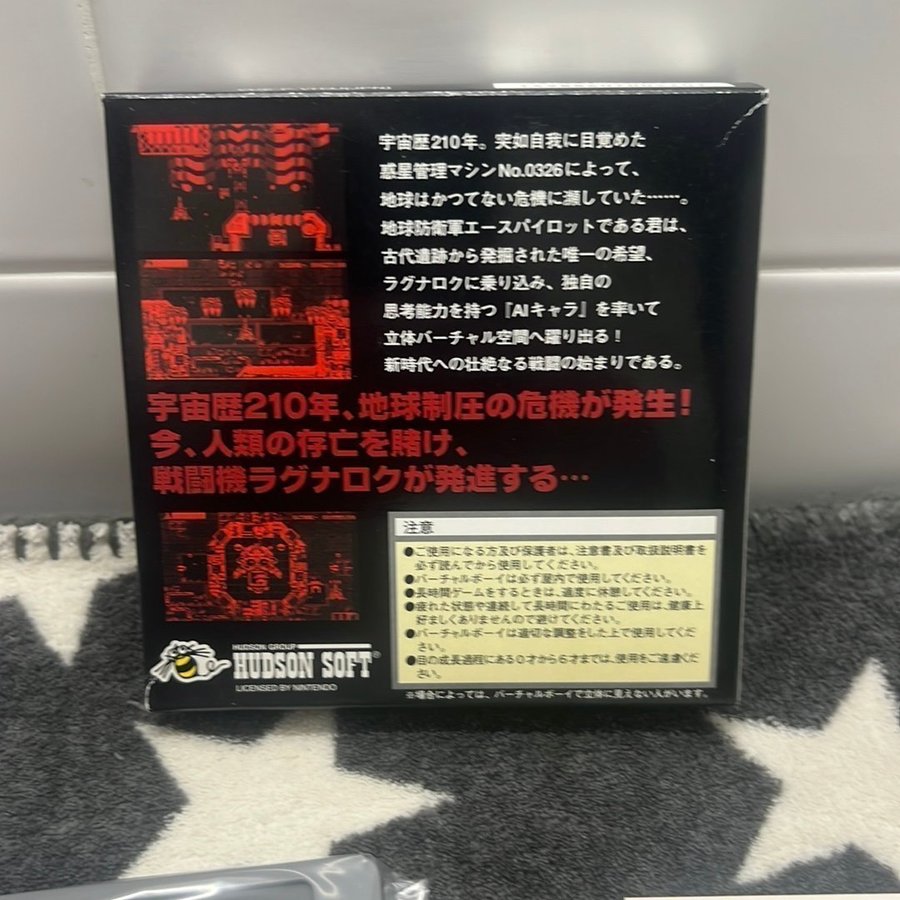 宇宙歴210年。突如自我に目覚めた
惑星管理マシンNo.0326によって、
地球はかつてない危機に瀕していた……。
地球防衛軍エースパイロットである君は、
古代遺跡から発掘された唯一の希望、
ラグナロクに乗り込み、独自の
思考能力を持つ『AIキャラ』を率いて
立体バーチャル空間へ躍り出る!
新時代への壮絶なる戦闘の始まりである。
宇宙歴210年、地球制圧の危機が発生!
今、人類の存亡を賭け、
戦闘機ラグナロクが発進する…
注意
●ご使用になる方及び保護者は、注意書及び取扱説明書を
必ず読んでから使用してください。
●バーチャルボーイは必ず屋内で使用してください。
●長時間ゲームをするときは、適度に休憩してください。
●疲れた状態や連続して長時間にわたるご使用は、健康上
好ましくありませんので避けてください。
●バーチャルボーイは適切な調整をした上で使用してくだ
さい。
●目の成長過程にある0才から6才までは、使用をご遠慮くだ
さい。
※場合によっては、バーチャルボーイで立体に見えない人がいます。
HUDSON GROUP
HUDSON SOFT®
LICENSED BY NINTENDO